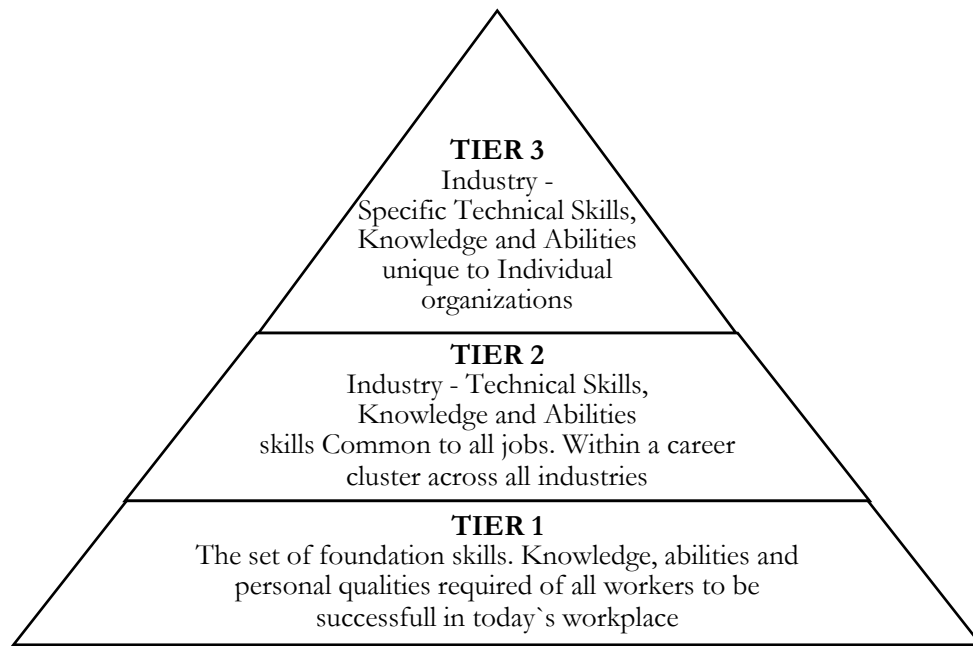 TIER 3
Industry -
Specific Technical Skills,
Knowledge and Abilities
unique to Individual
organizations
TIER 2
Industry - Technical Skills,
Knowledge and Abilities
skills Common to all jobs. Within a career
cluster across all industries
TIER 1
The set of foundation skills. Knowledge, abilities and
personal qualities required of all workers to be
successfull in today`s workplace